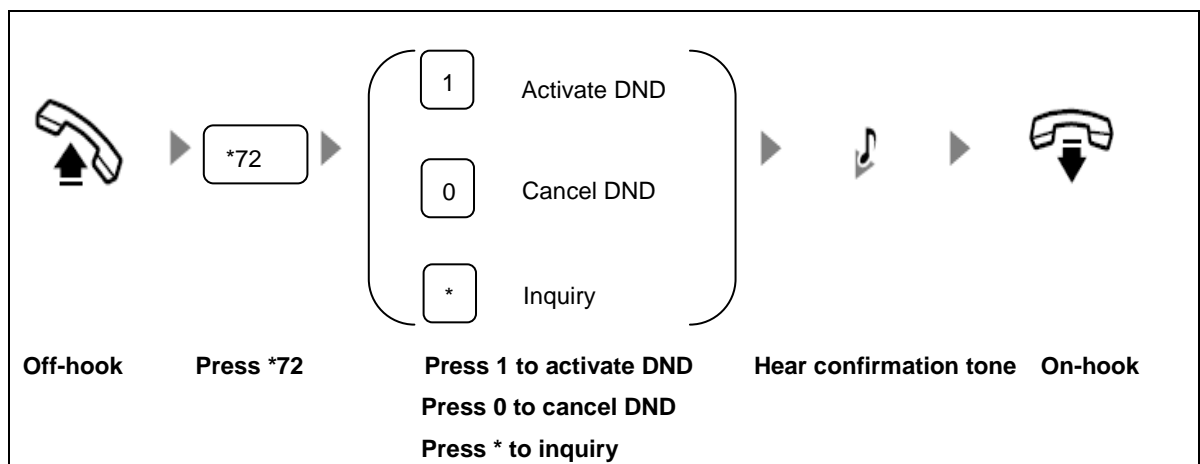 1 Activate DND
*72
0 Cancel DND
* Inquiry
Off-hook Press *72 Press 1 to activate DND Hear confirmation tone On-hook
Press 0 to cancel DND
Press * to inquiry